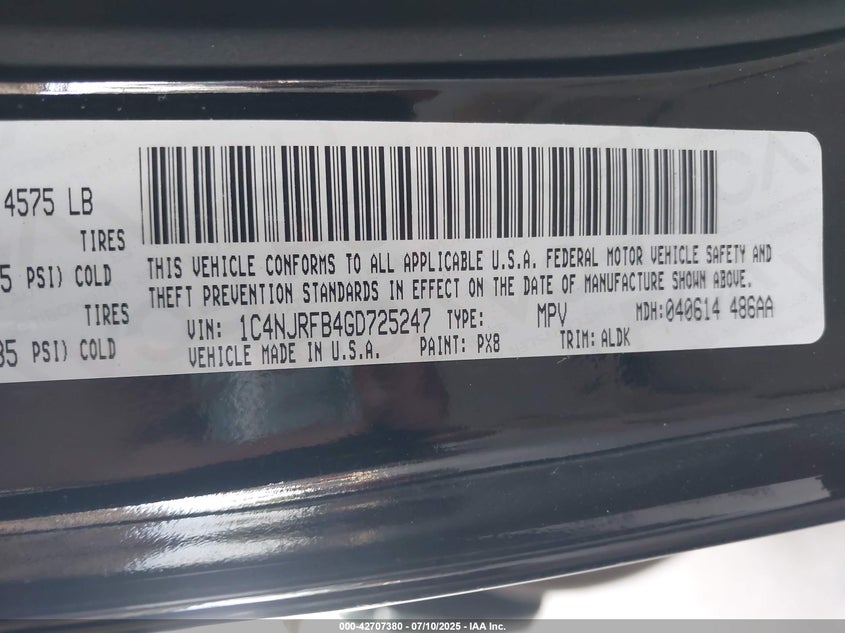 4575 LB
TIRES
5 PSI) COLD
TIRES
35 PSI) COLD
THIS VEHICLE CONFORMS TO ALL APPLICABLE U.S.A. FEDERAL MOTOR VEHICLE SAFETY AND
THEFT PREVENTION STANDARDS IN EFFECT ON THE DATE OF MANUFACTURE SHOWN ABOVE.
VIN: 1C4NJRFB4GD725247 TYPE: MPV MDH:040614 486AA
VEHICLE MADE IN U.S.A. PAINT: PX8 TRIM: ALDK
000-42707380 - 07/10/2025 - IAA Inc.